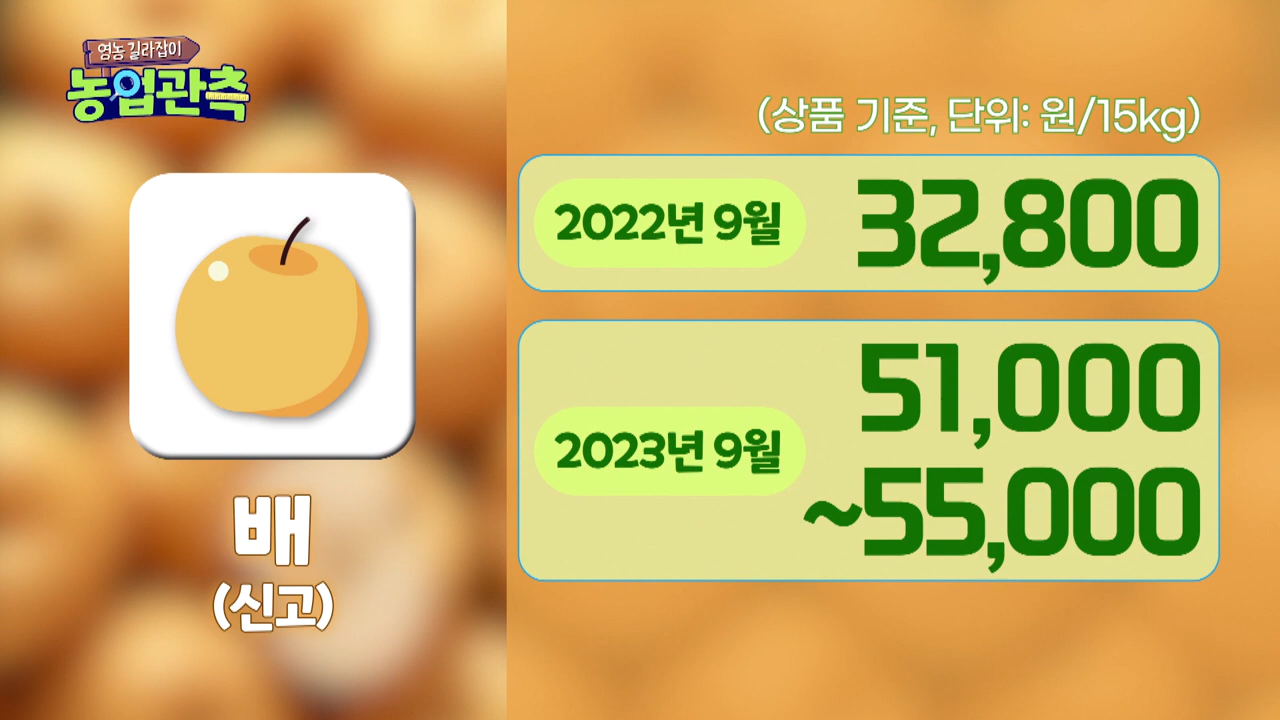 영농 길라잡이
농업관측
배
(신고)
(상품 기준, 단위: 원/15kg)
2022년 9월
32,800
2023년 9월
51,000
~55,000